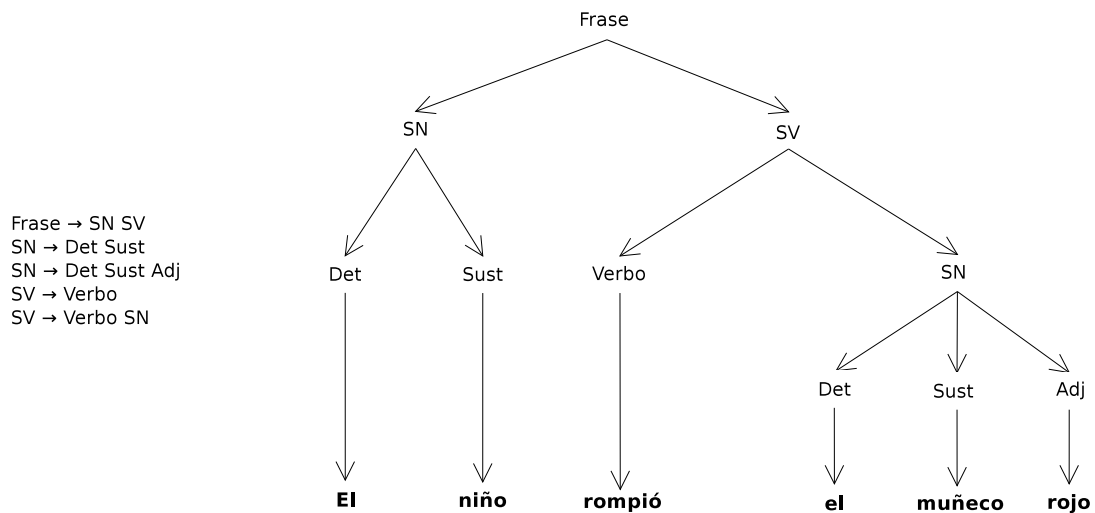 Frase
SN SV
Frase → SN SV
SN → Det Sust
SN → Det Sust Adj
SV → Verbo
SV → Verbo SN
Det Sust Verbo SN
Det Sust Adj
El niño rompió el muñeco rojo